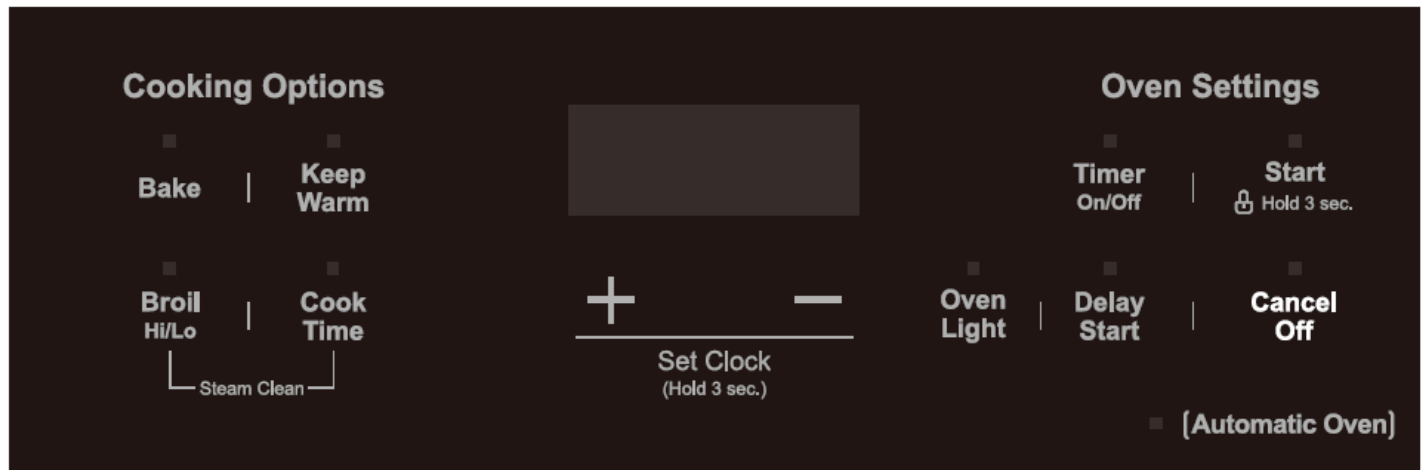 Cooking Options
Bake
Keep
Warm
Broil
Hi/Lo
Cook
Time
Steam Clean
+ −
Set Clock
(Hold 3 sec.)
Oven Settings
Timer
On/Off
Start
Hold 3 sec.
Oven
Light
Delay
Start
Cancel
Off
(Automatic Oven)